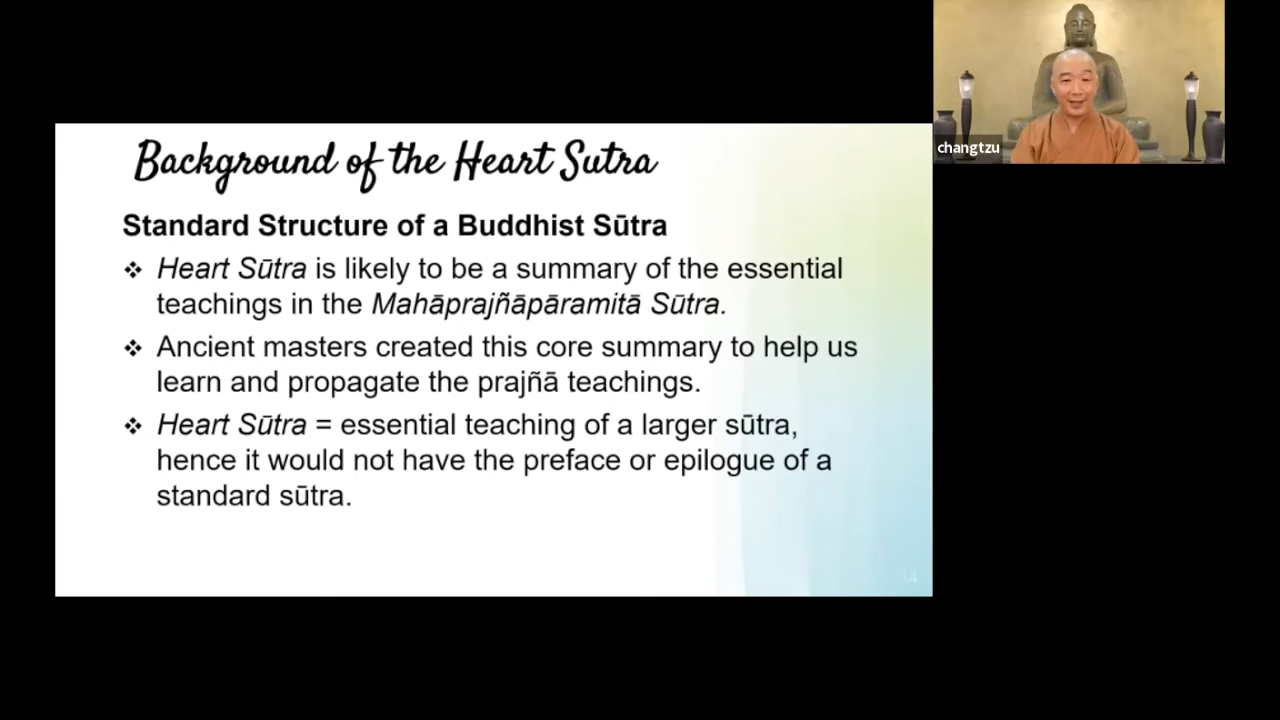 Background of the Heart Sutra
Standard Structure of a Buddhist Sūtra
❖ Heart Sūtra is likely to be a summary of the essential
teachings in the Mahāprajñāpāramitā Sūtra.
❖ Ancient masters created this core summary to help us
learn and propagate the prajñā teachings.
❖ Heart Sūtra = essential teaching of a larger sūtra,
hence it would not have the preface or epilogue of a
standard sūtra.
14
changtzu